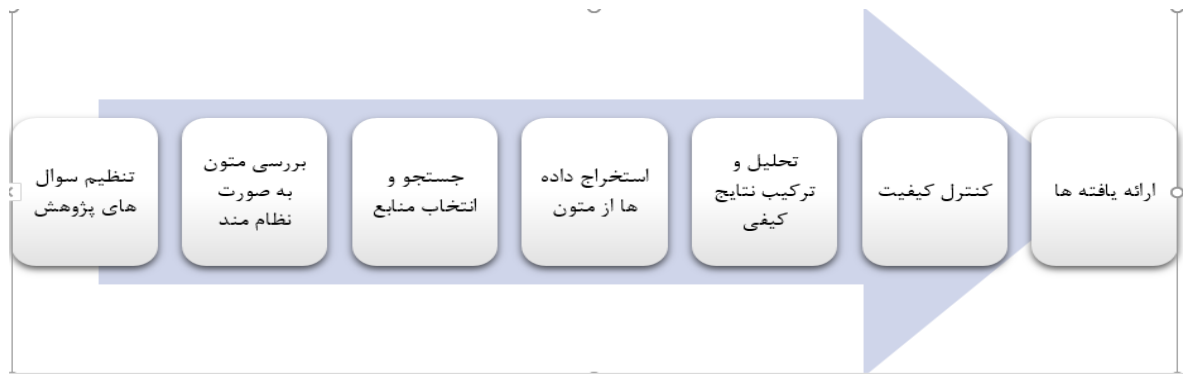 تنظیم سوال
های پژوهش
بررسی متون
به صورت
نظام مند
جستجو و
انتخاب منابع
استخراج داده
ها از متون
تحلیل و
ترکیب نتایج
کیفی
کنترل کیفیت
ارائه یافته ها